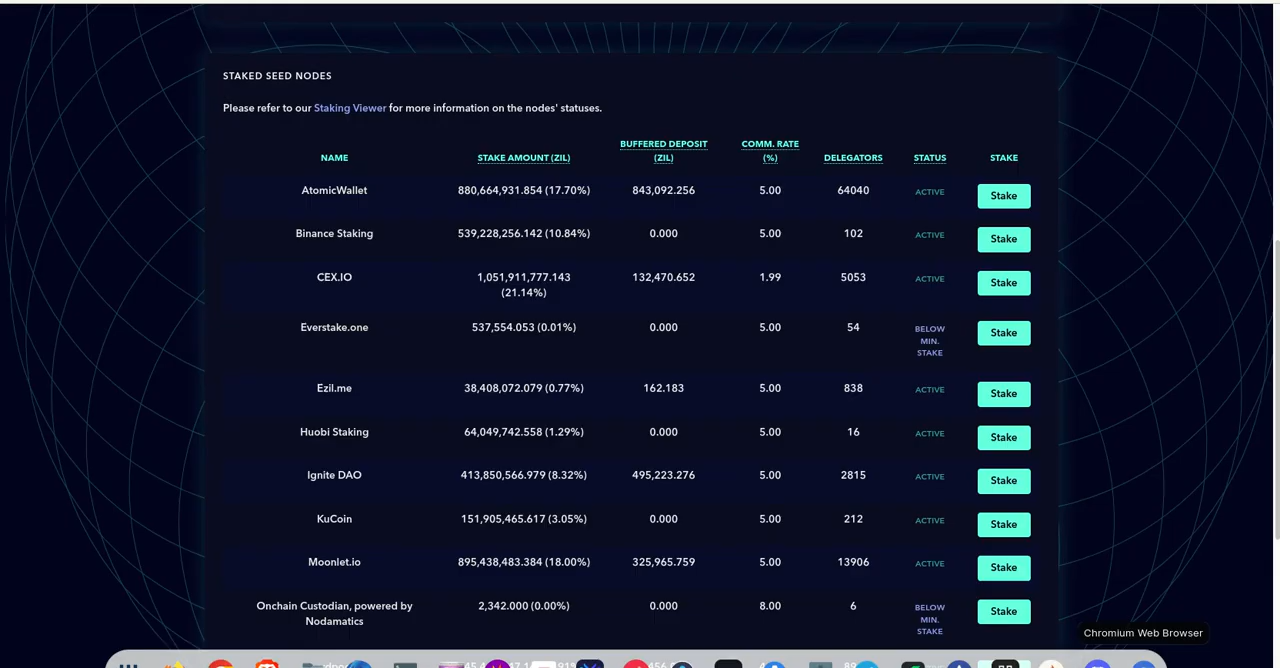 STAKED SEED NODES
Please refer to our Staking Viewer for more information on the nodes' statuses.
NAME STAKE AMOUNT (ZIL) BUFFERED DEPOSIT (ZIL) COMM. RATE (%) DELEGATORS STATUS STAKE
AtomicWallet 880,664,931.854 (17.70%) 843,092.256 5.00 64040 ACTIVE Stake
Binance Staking 539,228,256.142 (10.84%) 0.000 5.00 102 ACTIVE Stake
CEX.IO 1,051,911,777.143 (21.14%) 132,470.652 1.99 5053 ACTIVE Stake
Everstake.one 537,554.053 (0.01%) 0.000 5.00 54 BELOW MIN. STAKE Stake
Ezil.me 38,408,072.079 (0.77%) 162.183 5.00 838 ACTIVE Stake
Huobi Staking 64,049,742.558 (1.29%) 0.000 5.00 16 ACTIVE Stake
Ignite DAO 413,850,566.979 (8.32%) 495,223.276 5.00 2815 ACTIVE Stake
KuCoin 151,905,465.617 (3.05%) 0.000 5.00 212 ACTIVE Stake
Moonlet.io 895,438,483.384 (18.00%) 325,965.759 5.00 13906 ACTIVE Stake
Onchain Custodian, powered by Nodamatics 2,342.000 (0.00%) 0.000 8.00 6 BELOW MIN. STAKE Stake
Chromium Web Browser